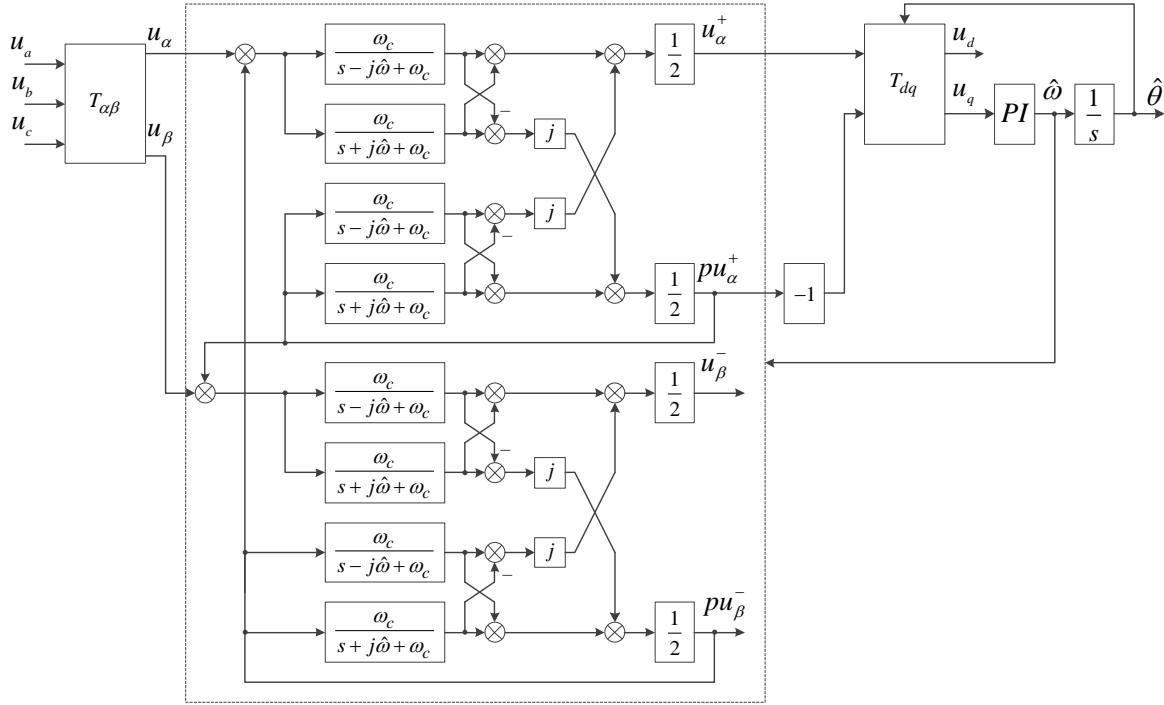 u_a
u_b
u_c
T_{αβ}
u_α
u_β
ω_c
s − jω̂ + ω_c
ω_c
s + jω̂ + ω_c
−
j
u_α^+
1
2
ω_c
s − jω̂ + ω_c
j
−
ω_c
s + jω̂ + ω_c
pu_α^+
1
2
−1
T_{dq}
u_d
u_q
PI
ω̂
1
s
θ̂
ω_c
s − jω̂ + ω_c
ω_c
s + jω̂ + ω_c
−
j
u_β^-
1
2
ω_c
s − jω̂ + ω_c
j
−
ω_c
s + jω̂ + ω_c
pu_β^-
1
2